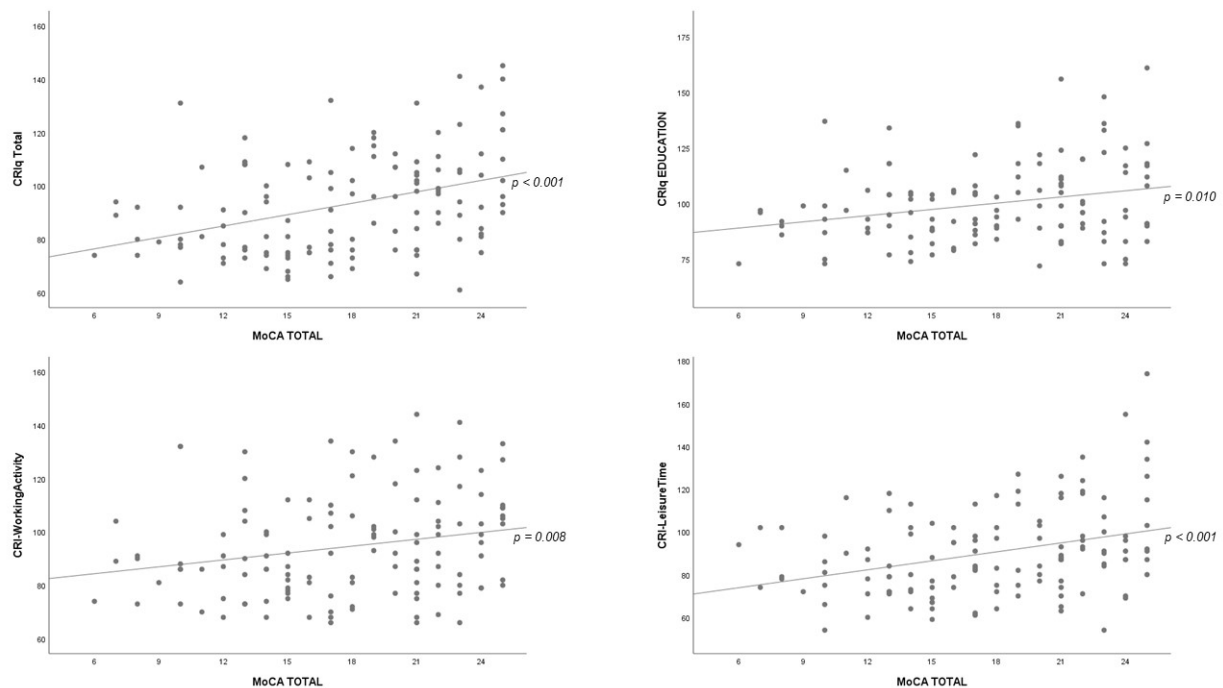 CRIq Total
160
140
120
100
80
60
6 9 12 15 18 21 24
MoCA TOTAL
p < 0.001
CRIq EDUCATION
175
150
125
100
75
6 9 12 15 18 21 24
MoCA TOTAL
p = 0.010
CRI-WorkingActivity
160
140
120
100
80
60
6 9 12 15 18 21 24
MoCA TOTAL
p = 0.008
CRI-LeisureTime
180
160
140
120
100
80
60
6 9 12 15 18 21 24
MoCA TOTAL
p < 0.001